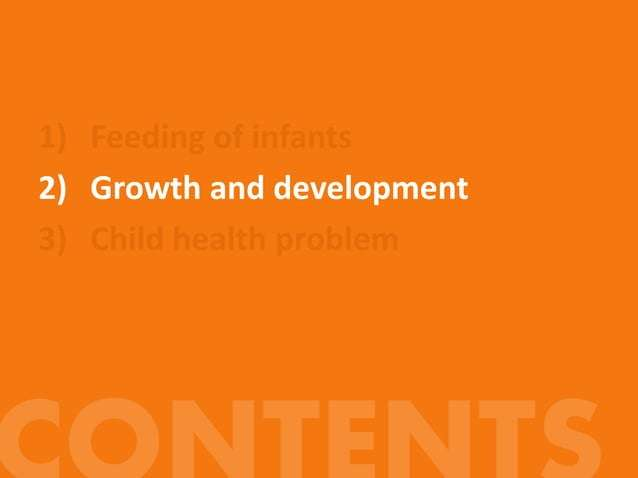 1) Feeding of infants
2) Growth and development
3) Child health problem
CONTENTS